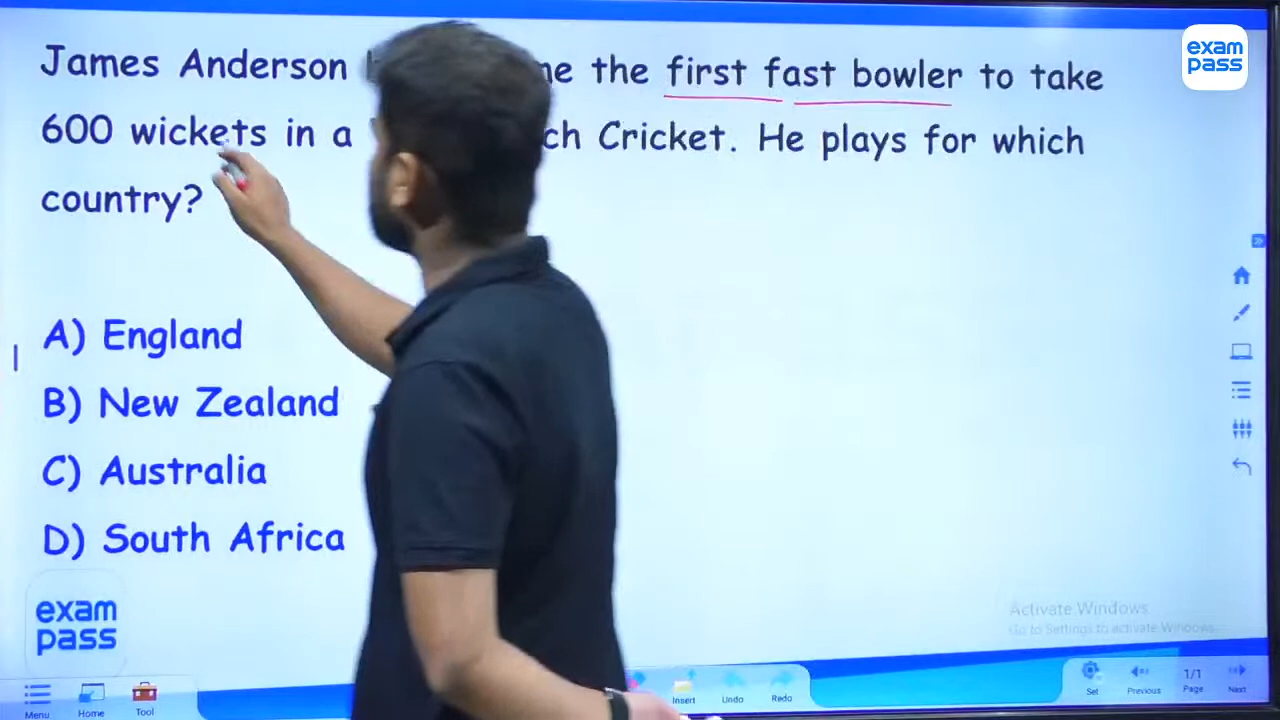 James Anderson the first fast bowler to take
600 wickets in a Cricket. He plays for which
country?
A) England
B) New Zealand
C) Australia
D) South Africa
exam
pass
exam
pass
Activate Windows
Go to Settings to activate Windows.
Menu
Home
Tool
Insert
Undo
Redo
Set
Previous
1/1
Page
Next